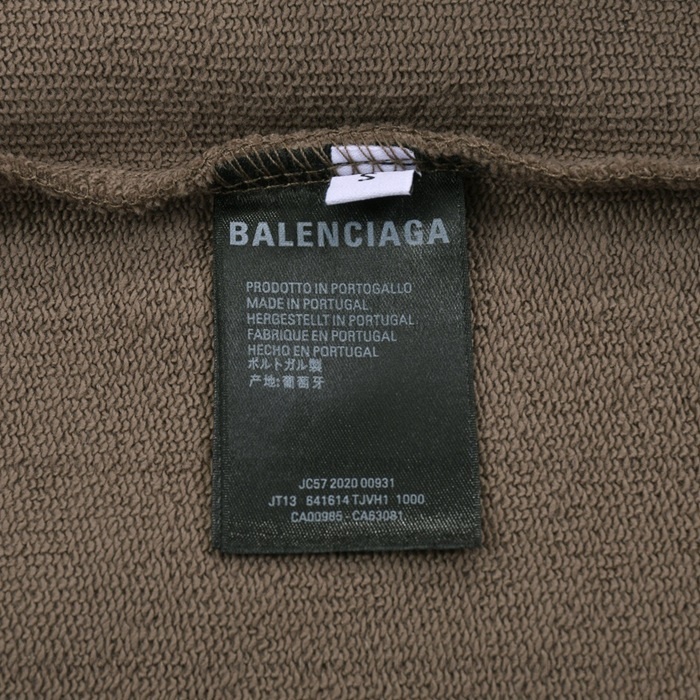 S
BALENCIAGA
PRODOTTO IN PORTOGALLO
MADE IN PORTUGAL
HERGESTELLT IN PORTUGAL
FABRIQUE EN PORTUGAL
HECHO EN PORTUGAL
ポルトガル製
产地:葡萄牙
JC57 2020 00931
JT13 641614 TJVH1 1000
CA00985 - CA63081